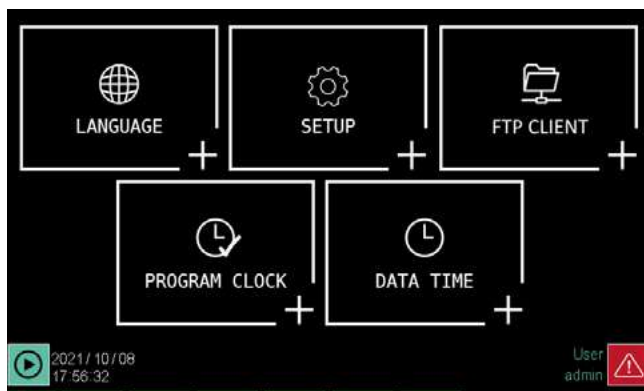 LANGUAGE
SETUP
FTP CLIENT
PROGRAM CLOCK
DATA TIME
2021/10/08
17:56:32
User
admin